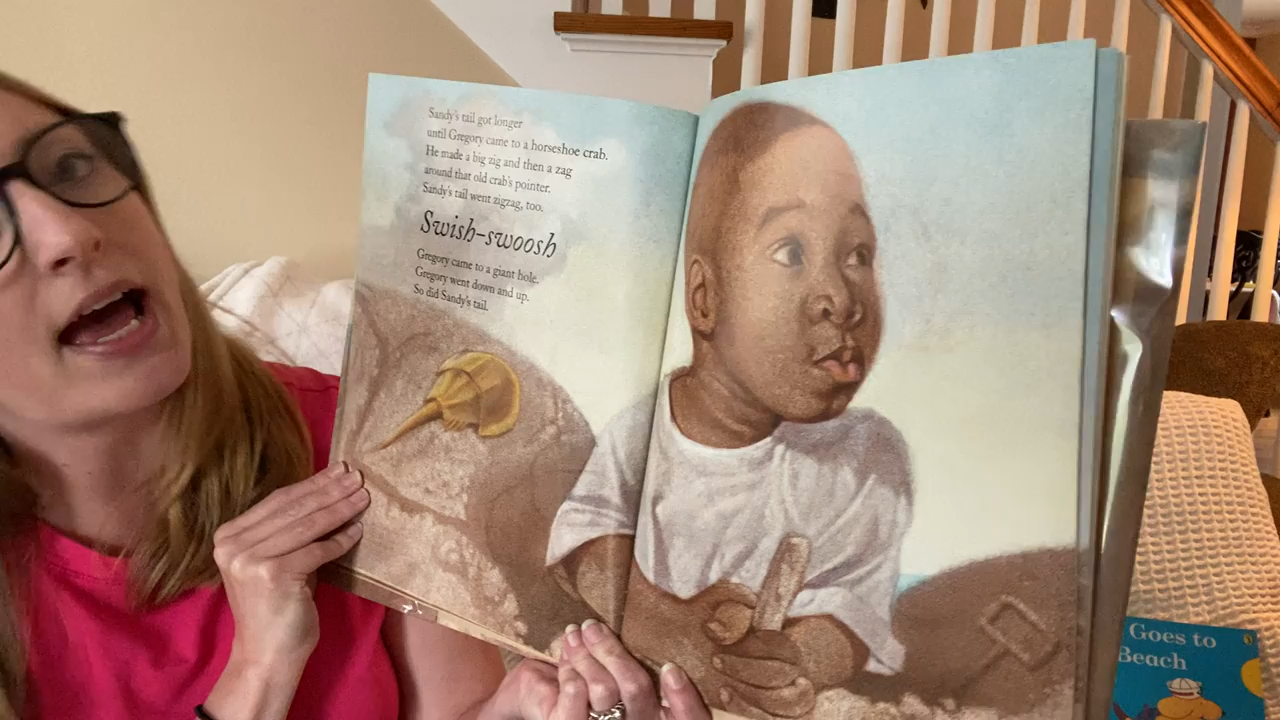 Sandy's tail got longer
until Gregory came to a horseshoe crab.
He made a big zig and then a zag
around that old crab's pointer.
Sandy's tail went zigzag, too.
Swish-swoosh
Gregory came to a giant hole.
Gregory went down and up.
So did Sandy's tail.
Goes to
Beach